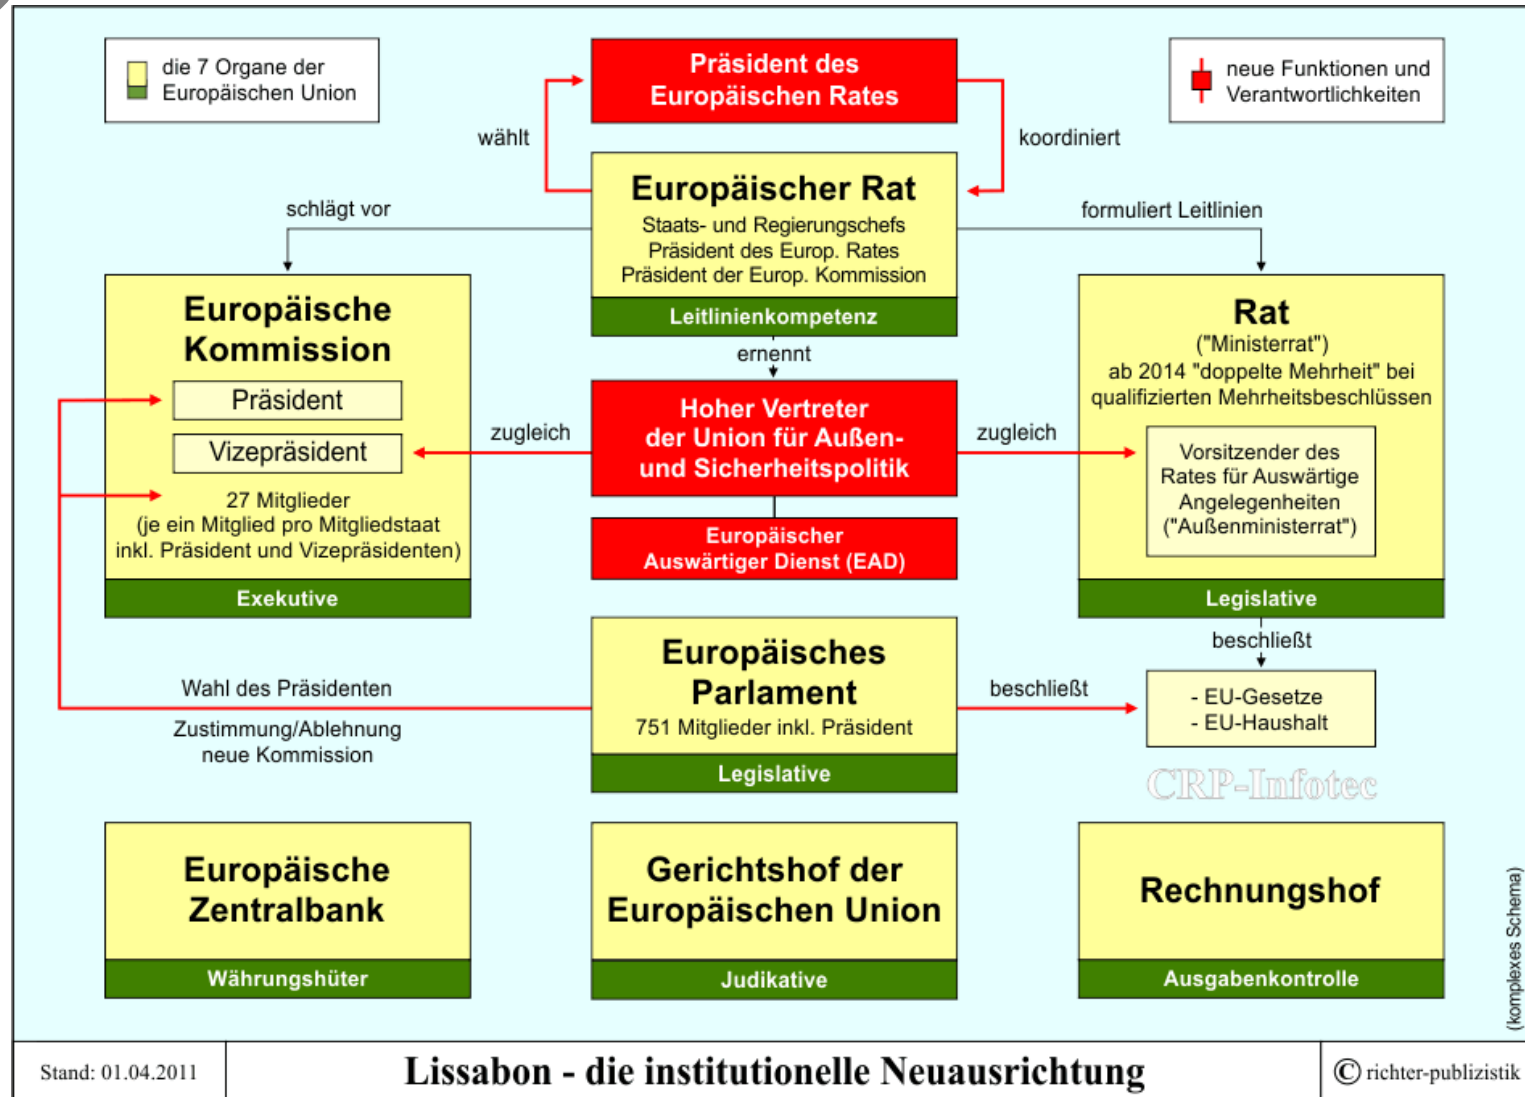 die 7 Organe der
Europäischen Union
Präsident des
Europäischen Rates
neue Funktionen und
Verantwortlichkeiten
wählt
koordiniert
Europäischer Rat
Staats- und Regierungschefs
Präsident des Europ. Rates
Präsident der Europ. Kommission
Leitlinienkompetenz
schlägt vor
formuliert Leitlinien
Europäische
Kommission
Präsident
Vizepräsident
27 Mitglieder
(je ein Mitglied pro Mitgliedstaat
inkl. Präsident und Vizepräsidenten)
Exekutive
ernennt
zugleich
Hoher Vertreter
der Union für Außen-
und Sicherheitspolitik
zugleich
Europäischer
Auswärtiger Dienst (EAD)
Rat
("Ministerrat")
ab 2014 "doppelte Mehrheit" bei
qualifizierten Mehrheitsbeschlüssen
Vorsitzender des
Rates für Auswärtige
Angelegenheiten
("Außenministerrat")
Legislative
beschließt
Wahl des Präsidenten
Zustimmung/Ablehnung
neue Kommission
Europäisches
Parlament
751 Mitglieder inkl. Präsident
Legislative
beschließt
- EU-Gesetze
- EU-Haushalt
CRP-Infotec
Europäische
Zentralbank
Währungshüter
Gerichtshof der
Europäischen Union
Judikative
Rechnungshof
Ausgabenkontrolle
(komplexes Schema)
Stand: 01.04.2011
Lissabon - die institutionelle Neuausrichtung
© richter-publizistik